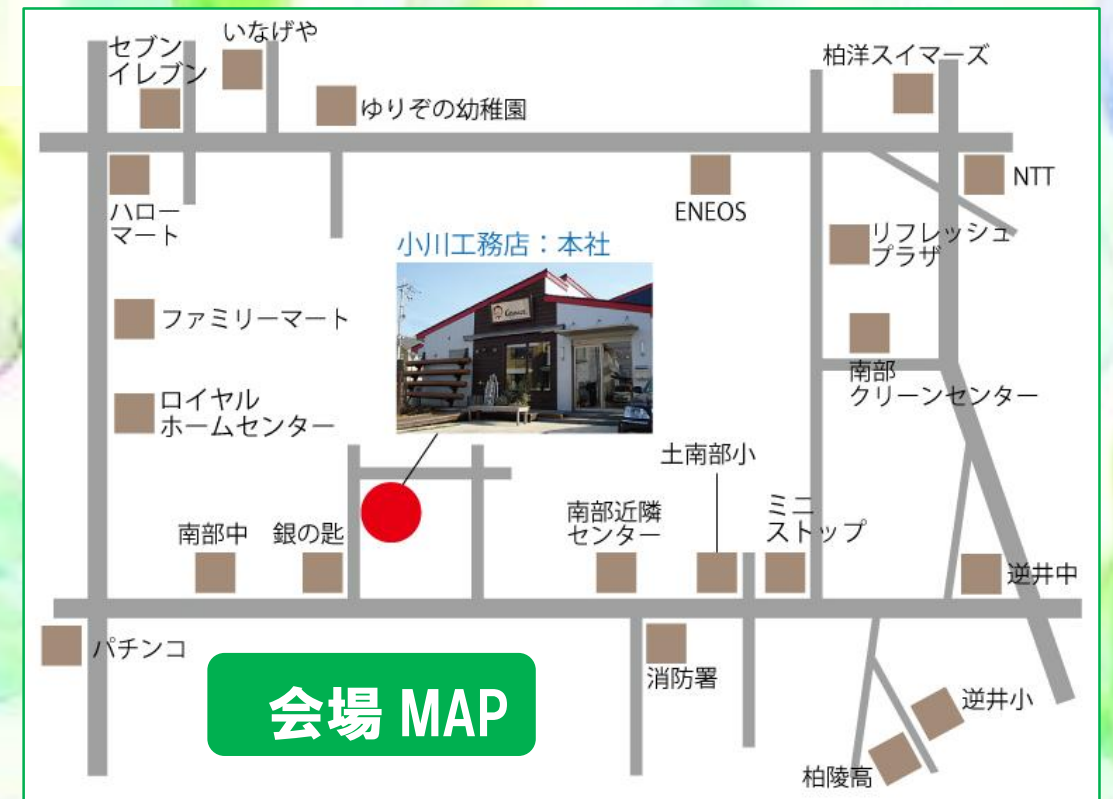 いなげや
セブン
イレブン
柏洋スイマーズ
ゆりぞの幼稚園
NTT
ハロー
マート
ENEOS
リフレッシュ
プラザ
小川工務店：本社
ファミリーマート
南部
クリーンセンター
ロイヤル
ホームセンター
土南部小
南部中
銀の匙
南部近隣
センター
ミニ
ストップ
逆井中
パチンコ
消防署
会場 MAP
逆井小
柏陵高